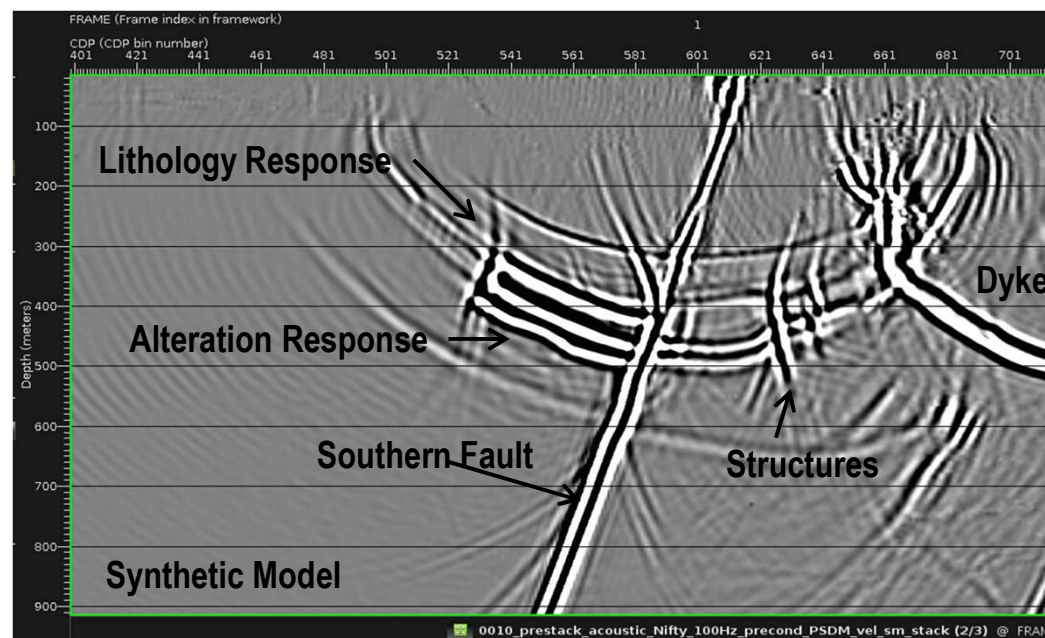 FRAME (Frame index in framework)
1
CDP (CDP bin number)
401 421 441 461 481 501 521 541 561 581 601 621 641 661 681 701
100
Lithology Response
200
300
Dyke
400
Alteration Response
500
Depth (meters)
600
Southern Fault
Structures
700
800
Synthetic Model
900
0010_prestack_acoustic_Nifty_100Hz_precond_PSDM_vel_sm_stack (2/3) @ FRAM